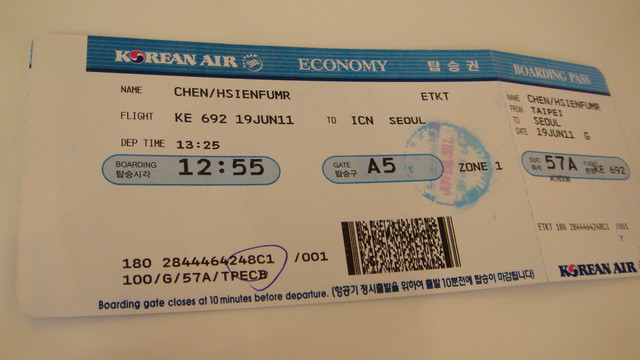 KOREAN AIR ECONOMY 탑승권
NAME CHEN/HSIENFUMR ETKT
FLIGHT KE 692 19JUN11 TO ICN SEOUL
DEP TIME 13:25
BOARDING 12:55 GATE A5 ZONE 1
탑승시각 탑승구
180 2844464248C1 /001
100/G/57A/TPECB
Boarding gate closes at 10 minutes before departure. (항공기 정시출발을 위하여 출발 10분전에 탑승이 마감됩니다)
BOARDING PASS
NAME CHEN/HSIENFUMR
FROM TAIPEI
TO SEOUL
DATE 19JUN11 G
SEAT 57A FLIGHT KE 692
좌석
WINDOW
ETKT 180 2844464248C1 /001
Y
KOREAN AIR